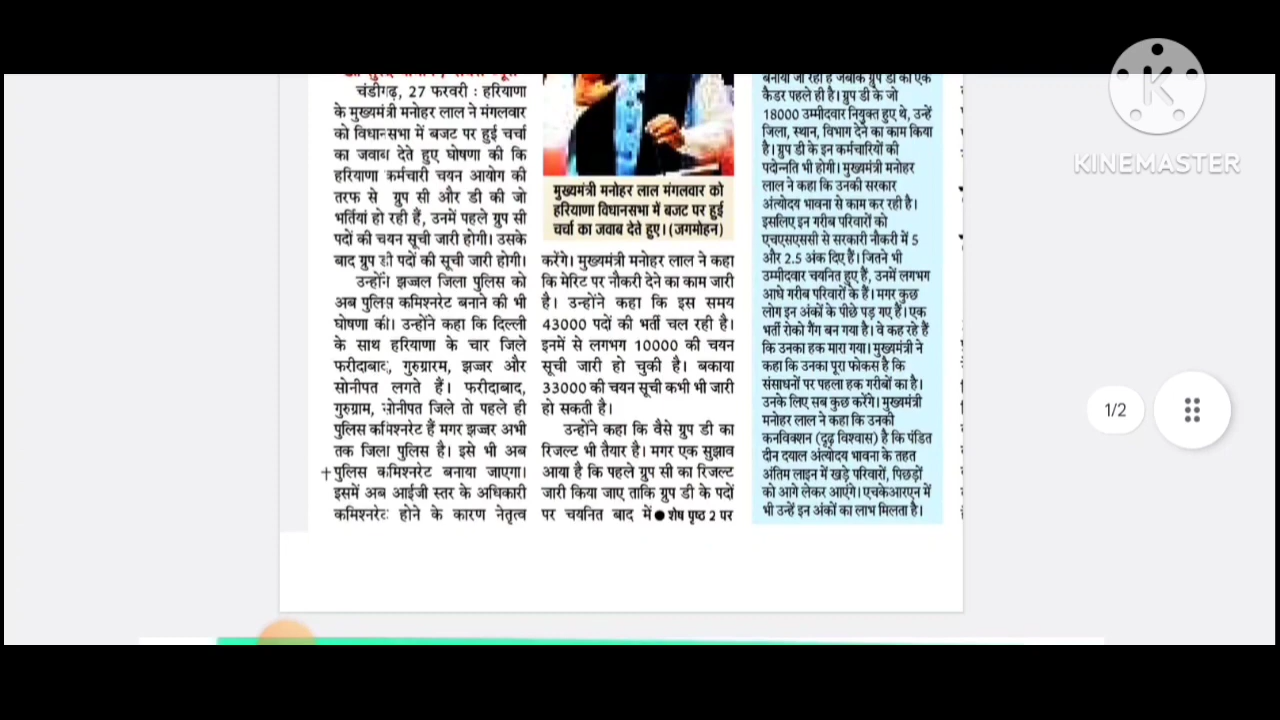 चंडीगढ़, 27 फरवरी : हरियाणा
के मुख्यमंत्री मनोहर लाल ने मंगलवार
को विधानसभा में बजट पर हुई चर्चा
का जवाब देते हुए घोषणा की कि
हरियाणा कर्मचारी चयन आयोग की
तरफ से ग्रुप सी और डी की जो
भर्तियां हो रही हैं, उनमें पहले ग्रुप सी
पदों की चयन सूची जारी होगी। उसके
बाद ग्रुप डी पदों की सूची जारी होगी।
उन्होंने झज्जल जिला पुलिस को
अब पुलिस कमिश्नरेट बनाने की भी
घोषणा की। उन्होंने कहा कि दिल्ली
के साथ हरियाणा के चार जिले
फरीदाबाद, गुरुग्रारम, झज्जर और
सोनीपत लगते हैं। फरीदाबाद,
गुरुग्राम, सोनीपत जिले तो पहले ही
पुलिस कमिश्नरेट हैं मगर झज्जर अभी
तक जिला पुलिस है। इसे भी अब
पुलिस कमिश्नरेट बनाया जाएगा।
इसमें अब आईजी स्तर के अधिकारी
कमिश्नरेट होने के कारण नेतृत्व
मुख्यमंत्री मनोहर लाल मंगलवार को
हरियाणा विधानसभा में बजट पर हुई
चर्चा का जवाब देते हुए। (जगमोहन)
करेंगे। मुख्यमंत्री मनोहर लाल ने कहा
कि मेरिट पर नौकरी देने का काम जारी
है। उन्होंने कहा कि इस समय
43000 पदों की भर्ती चल रही है।
इनमें से लगभग 10000 की चयन
सूची जारी हो चुकी है। बकाया
33000 की चयन सूची कभी भी जारी
हो सकती है।
उन्होंने कहा कि वैसे ग्रुप डी का
रिजल्ट भी तैयार है। मगर एक सुझाव
आया है कि पहले ग्रुप सी का रिजल्ट
जारी किया जाए ताकि ग्रुप डी के पदों
पर चयनित बाद में ● शेष पृष्ठ 2 पर
बनाया जा रहा है जबकि ग्रुप डी का एक
कैडर पहले ही है। ग्रुप डी के जो
18000 उम्मीदवार नियुक्त हुए थे, उन्हें
जिला, स्थान, विभाग देने का काम किया
है। ग्रुप डी के इन कर्मचारियों की
पदोन्नति भी होगी। मुख्यमंत्री मनोहर
लाल ने कहा कि उनकी सरकार
अंत्योदय भावना से काम कर रही है।
इसलिए इन गरीब परिवारों को
एचएसएससी से सरकारी नौकरी में 5
और 2.5 अंक दिए हैं। जितने भी
उम्मीदवार चयनित हुए हैं, उनमें लगभग
आधे गरीब परिवारों के हैं। मगर कुछ
लोग इन अंकों के पीछे पड़ गए हैं। एक
भर्ती रोको गैंग बन गया है। वे कह रहे हैं
कि उनका हक मारा गया। मुख्यमंत्री ने
कहा कि उनका पूरा फोकस है कि
संसाधनों पर पहला हक गरीबों का है।
उनके लिए सब कुछ करेंगे। मुख्यमंत्री
मनोहर लाल ने कहा कि उनकी
कनविक्शन (दृढ़ विश्वास) है कि पंडित
दीन दयाल अंत्योदय भावना के तहत
अंतिम लाइन में खड़े परिवारों, पिछड़ों
को आगे लेकर आएंगे। एचकेआरएन में
भी उन्हें इन अंकों का लाभ मिलता है।
KINEMASTER
1/2